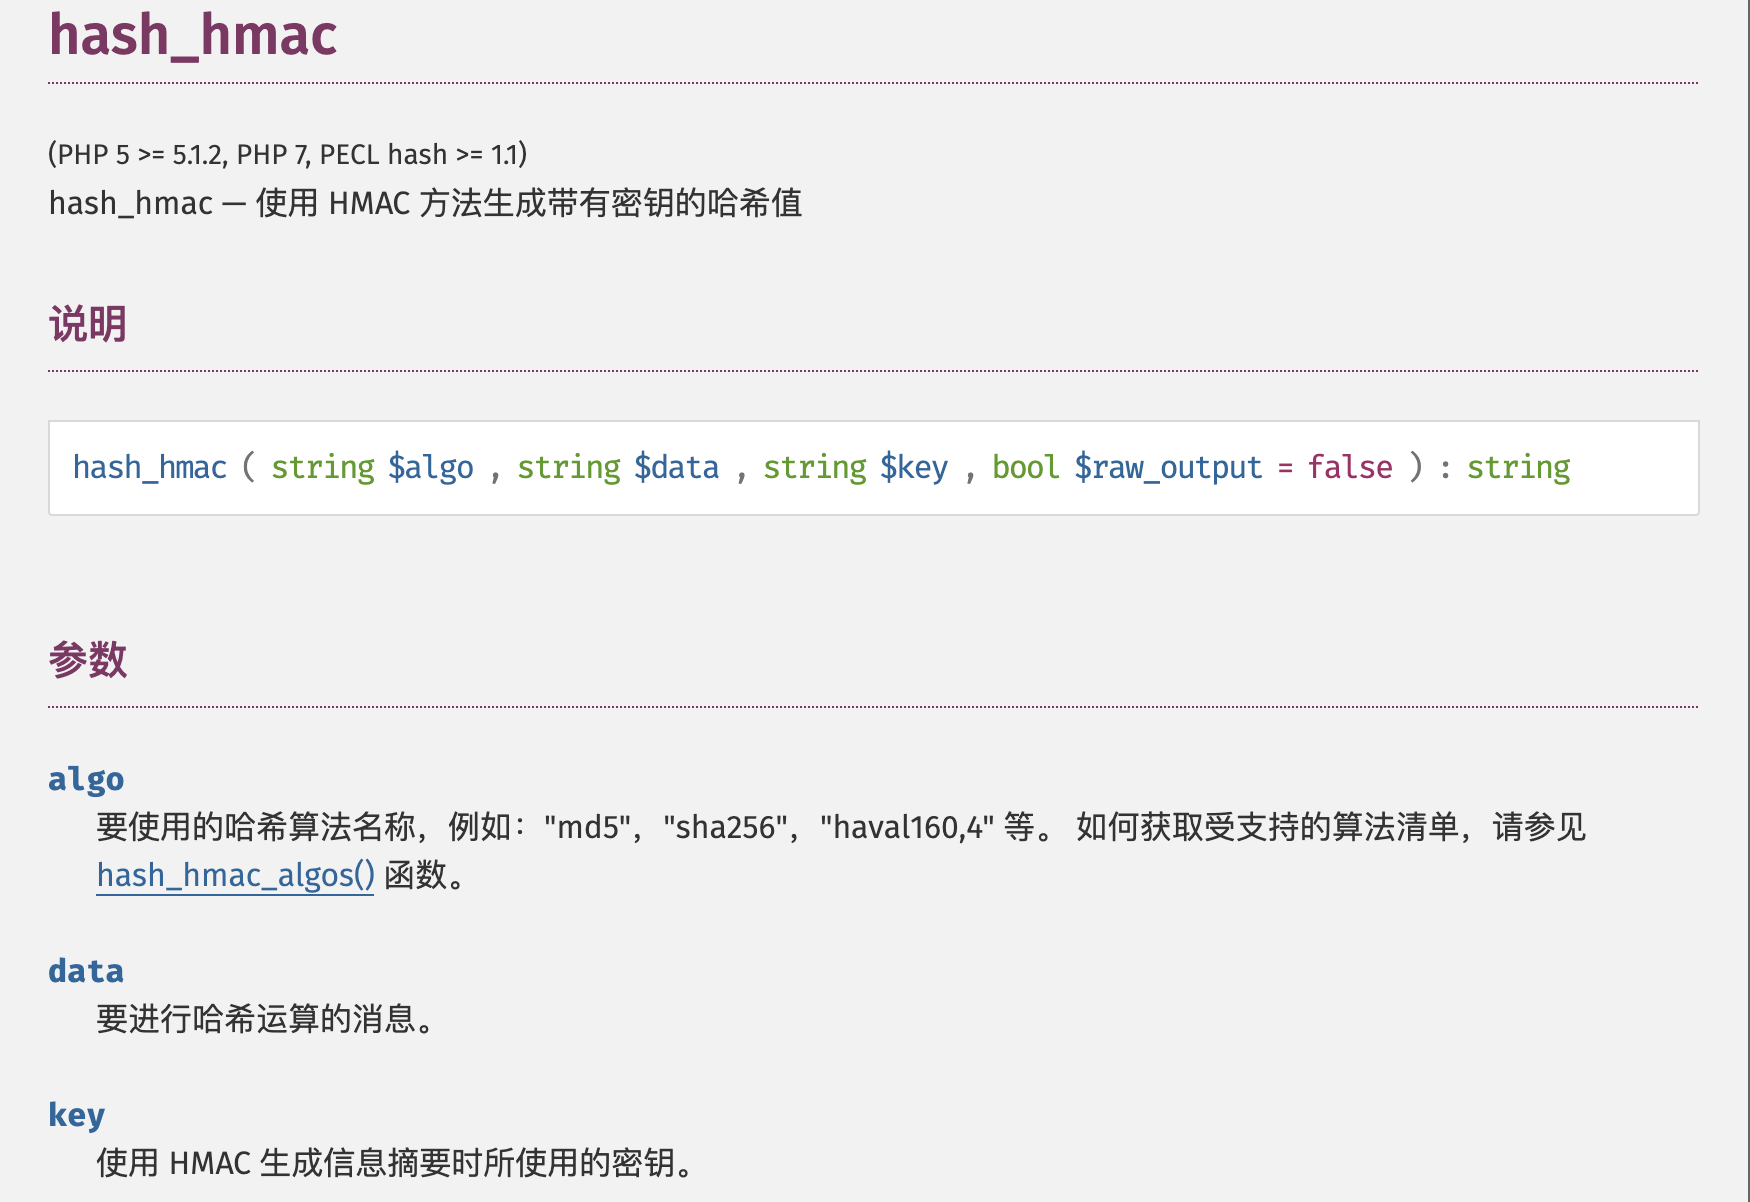 hash_hmac
(PHP 5 >= 5.1.2, PHP 7, PECL hash >= 1.1)
hash_hmac — 使用 HMAC 方法生成带有密钥的哈希值
说明
hash_hmac ( string $algo , string $data , string $key , bool $raw_output = false ) : string
参数
algo
要使用的哈希算法名称，例如："md5"，"sha256"，"haval160,4" 等。 如何获取受支持的算法清单，请参见
hash_hmac_algos() 函数。
data
要进行哈希运算的消息。
key
使用 HMAC 生成信息摘要时所使用的密钥。